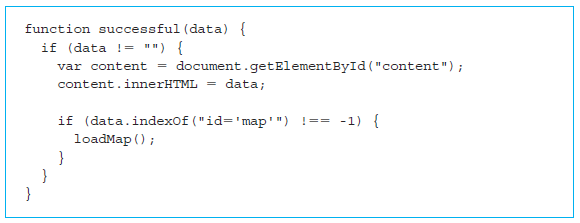 function successful(data) {
  if (data != "") {
    var content = document.getElementById("content");
    content.innerHTML = data;

    if (data.indexOf("id='map'") !== -1) {
      loadMap();
    }
  }
}